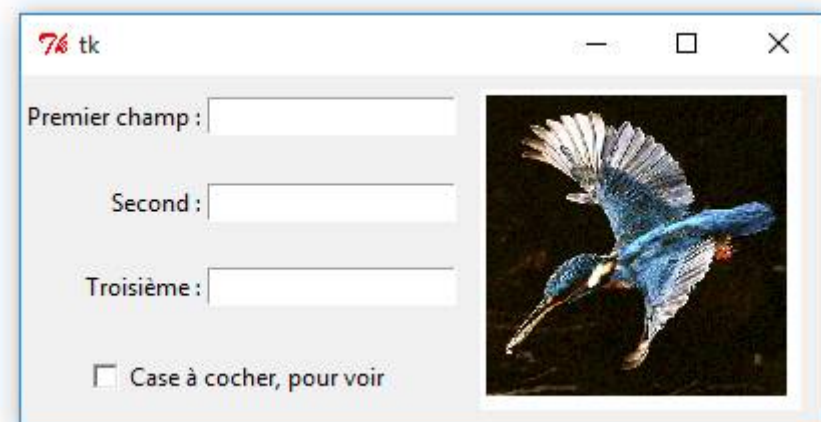 tk
Premier champ :
Second :
Troisième :
Case à cocher, pour voir